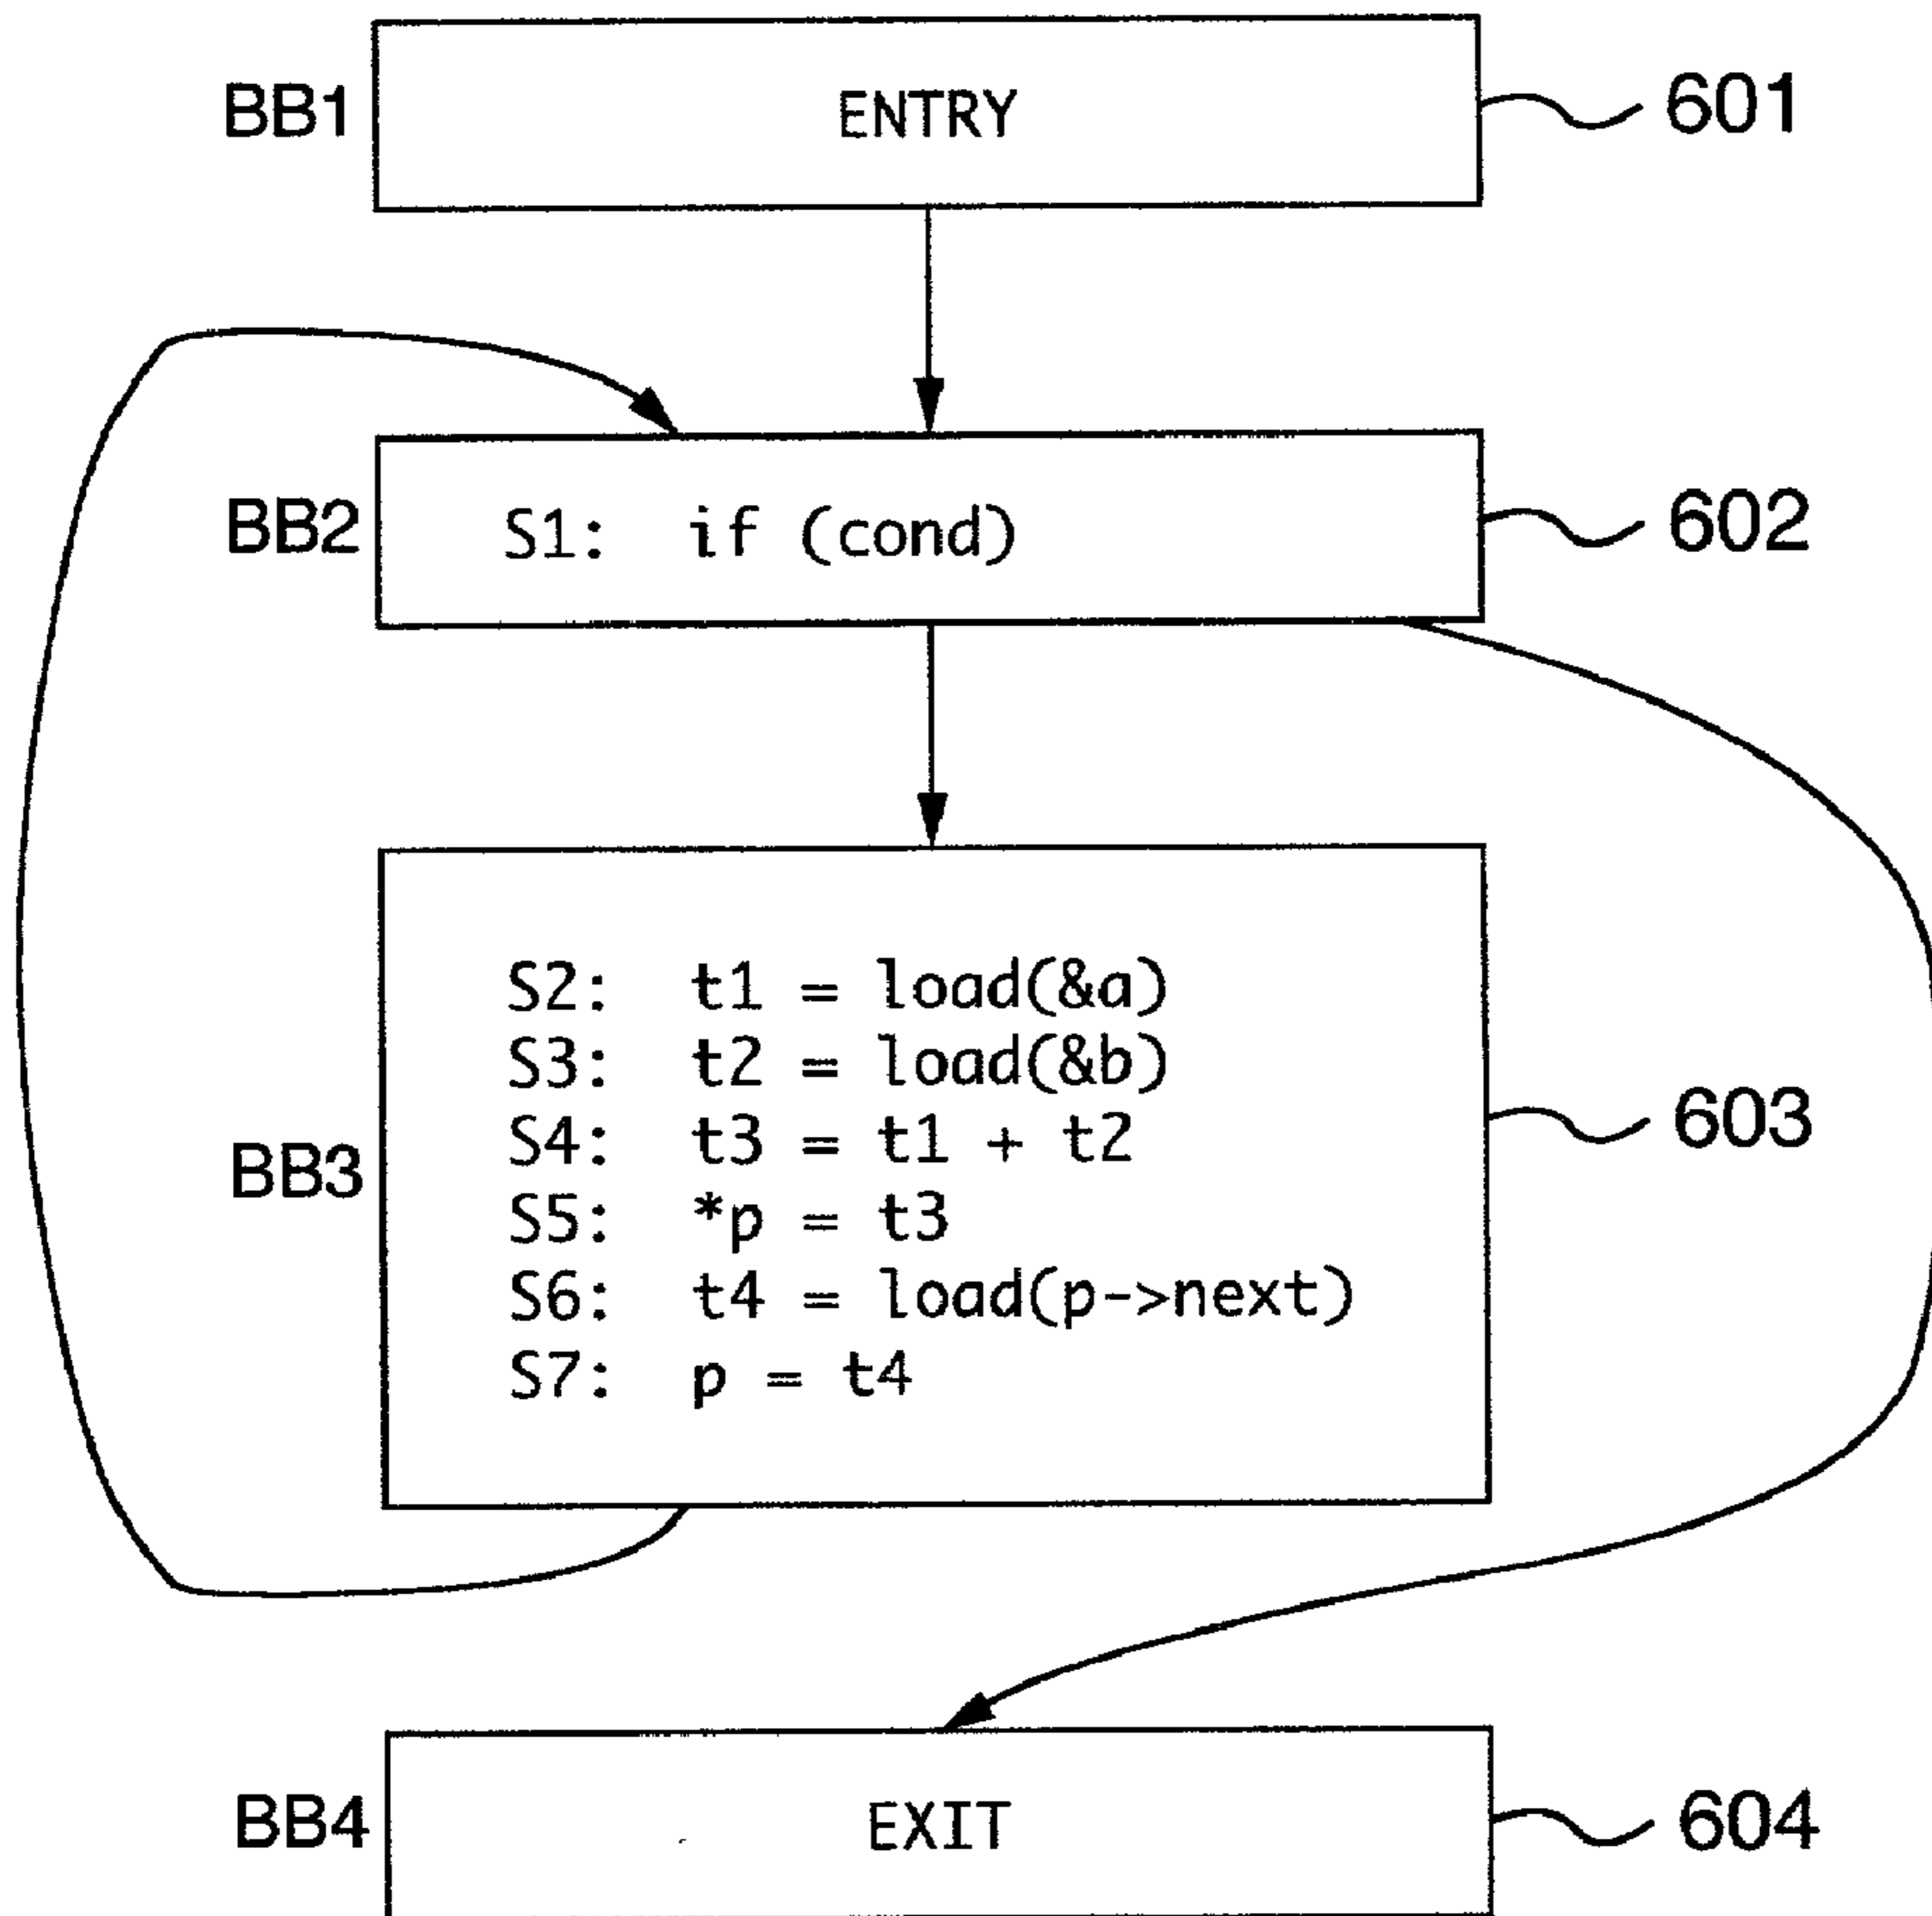 BB1 ENTRY 601
BB2 S1: if (cond) 602
S2: t1 = load(&a)
S3: t2 = load(&b)
S4: t3 = t1 + t2
BB3 603
S5: *p = t3
S6: t4 = load(p->next)
S7: p = t4
BB4 EXIT 604